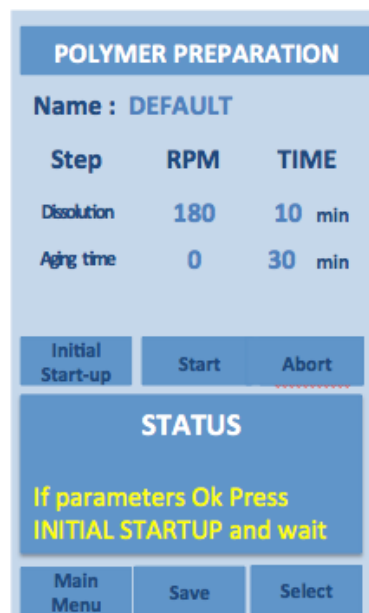 POLYMER PREPARATION
Name : DEFAULT
Step RPM TIME
Dissolution 180 10 min
Aging time 0 30 min
Initial Start-up Start Abort
STATUS
If parameters Ok Press
INITIAL STARTUP and wait
Main Menu Save Select